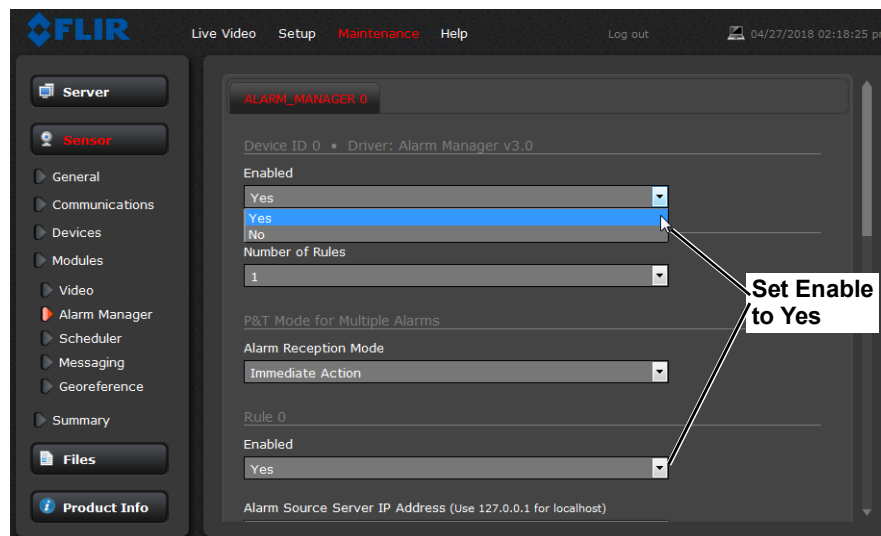 FLIR
Live Video Setup Maintenance Help Log out 04/27/2018 02:18:25 p
Server
Sensor
General
Communications
Devices
Modules
Video
Alarm Manager
Scheduler
Messaging
Georeference
Summary
Files
Product Info
ALARM_MANAGER 0
Device ID 0 • Driver: Alarm Manager v3.0
Enabled
Yes
Yes
No
Number of Rules
1
P&T Mode for Multiple Alarms
Alarm Reception Mode
Immediate Action
Rule 0
Enabled
Yes
Alarm Source Server IP Address (Use 127.0.0.1 for localhost)
Set Enable
to Yes